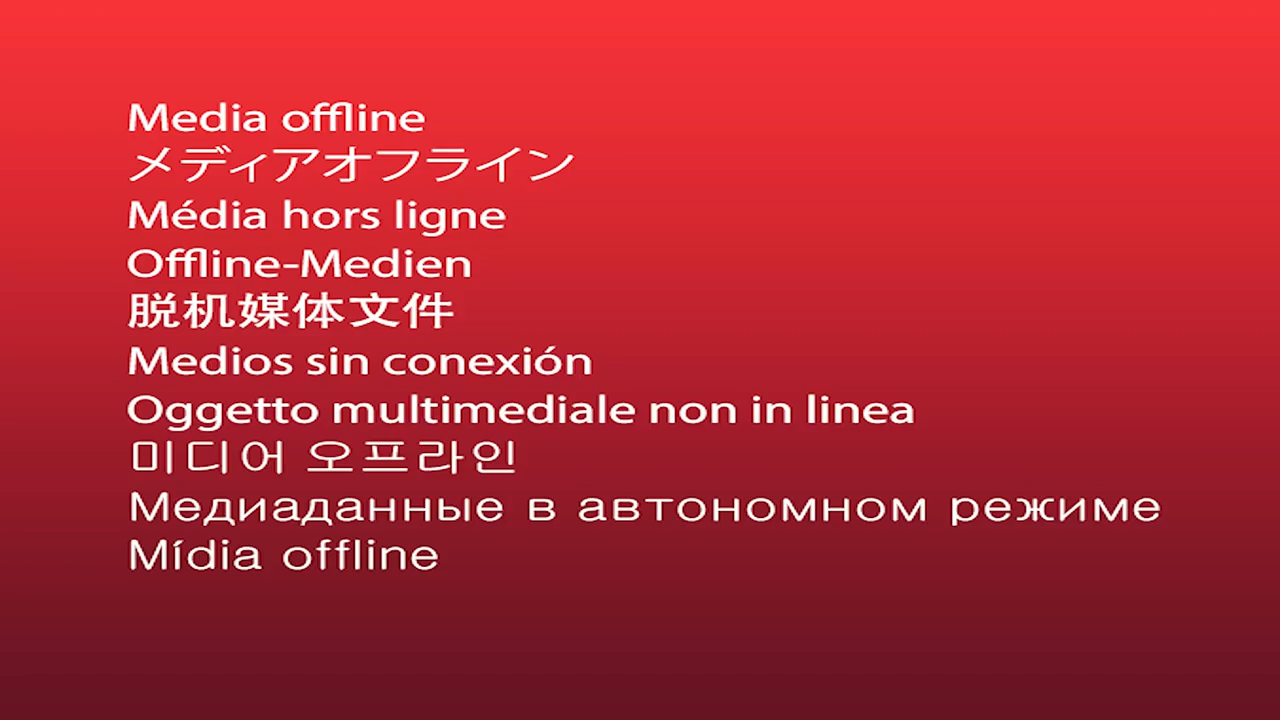 Media offline
メディアオフライン
Média hors ligne
Offline-Medien
脱机媒体文件
Medios sin conexión
Oggetto multimediale non in linea
미디어 오프라인
Медиаданные в автономном режиме
Mídia offline